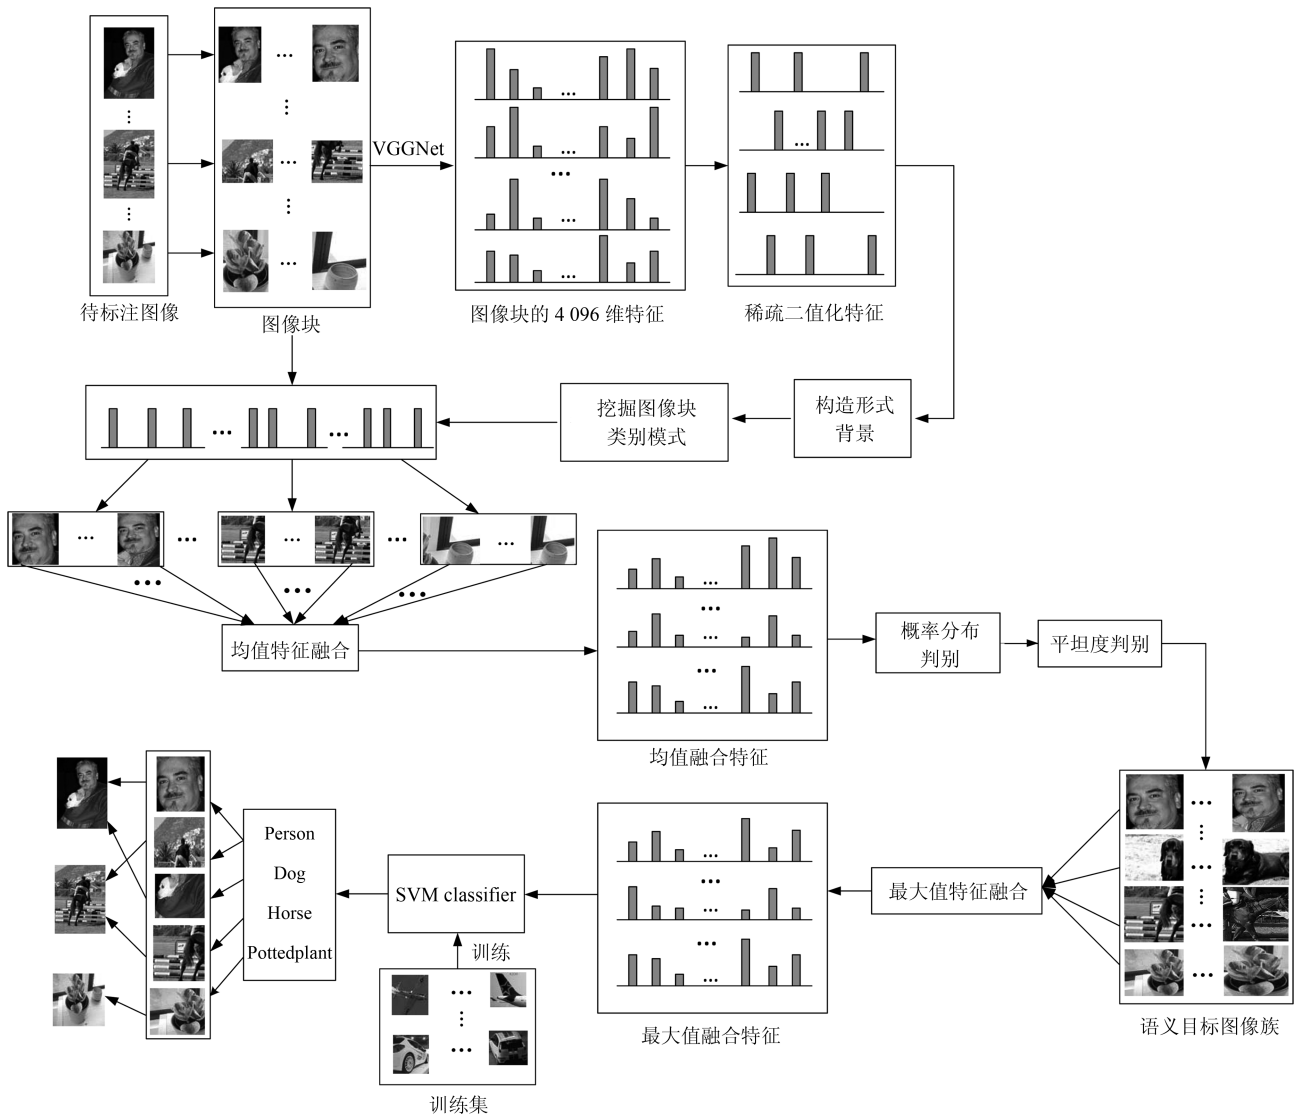 VGGNet
待标注图像
图像块
图像块的 4 096 维特征
稀疏二值化特征
挖掘图像块
类别模式
构造形式
背景
均值特征融合
概率分布
判别
平坦度判别
均值融合特征
Person
Dog
Horse
Pottedplant
SVM classifier
最大值特征融合
训练
最大值融合特征
语义目标图像族
训练集